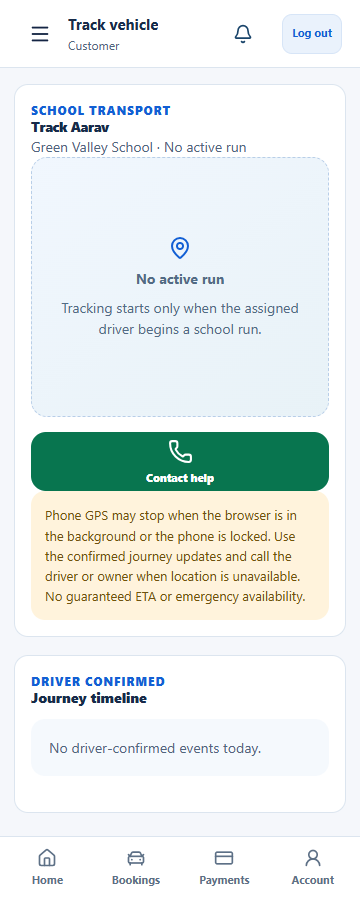 Track vehicle
Customer
Log out
SCHOOL TRANSPORT
Track Aarav
Green Valley School · No active run
No active run
Tracking starts only when the assigned
driver begins a school run.
Contact help
Phone GPS may stop when the browser is in
the background or the phone is locked. Use
the confirmed journey updates and call the
driver or owner when location is unavailable.
No guaranteed ETA or emergency availability.
DRIVER CONFIRMED
Journey timeline
No driver-confirmed events today.
Home
Bookings
Payments
Account